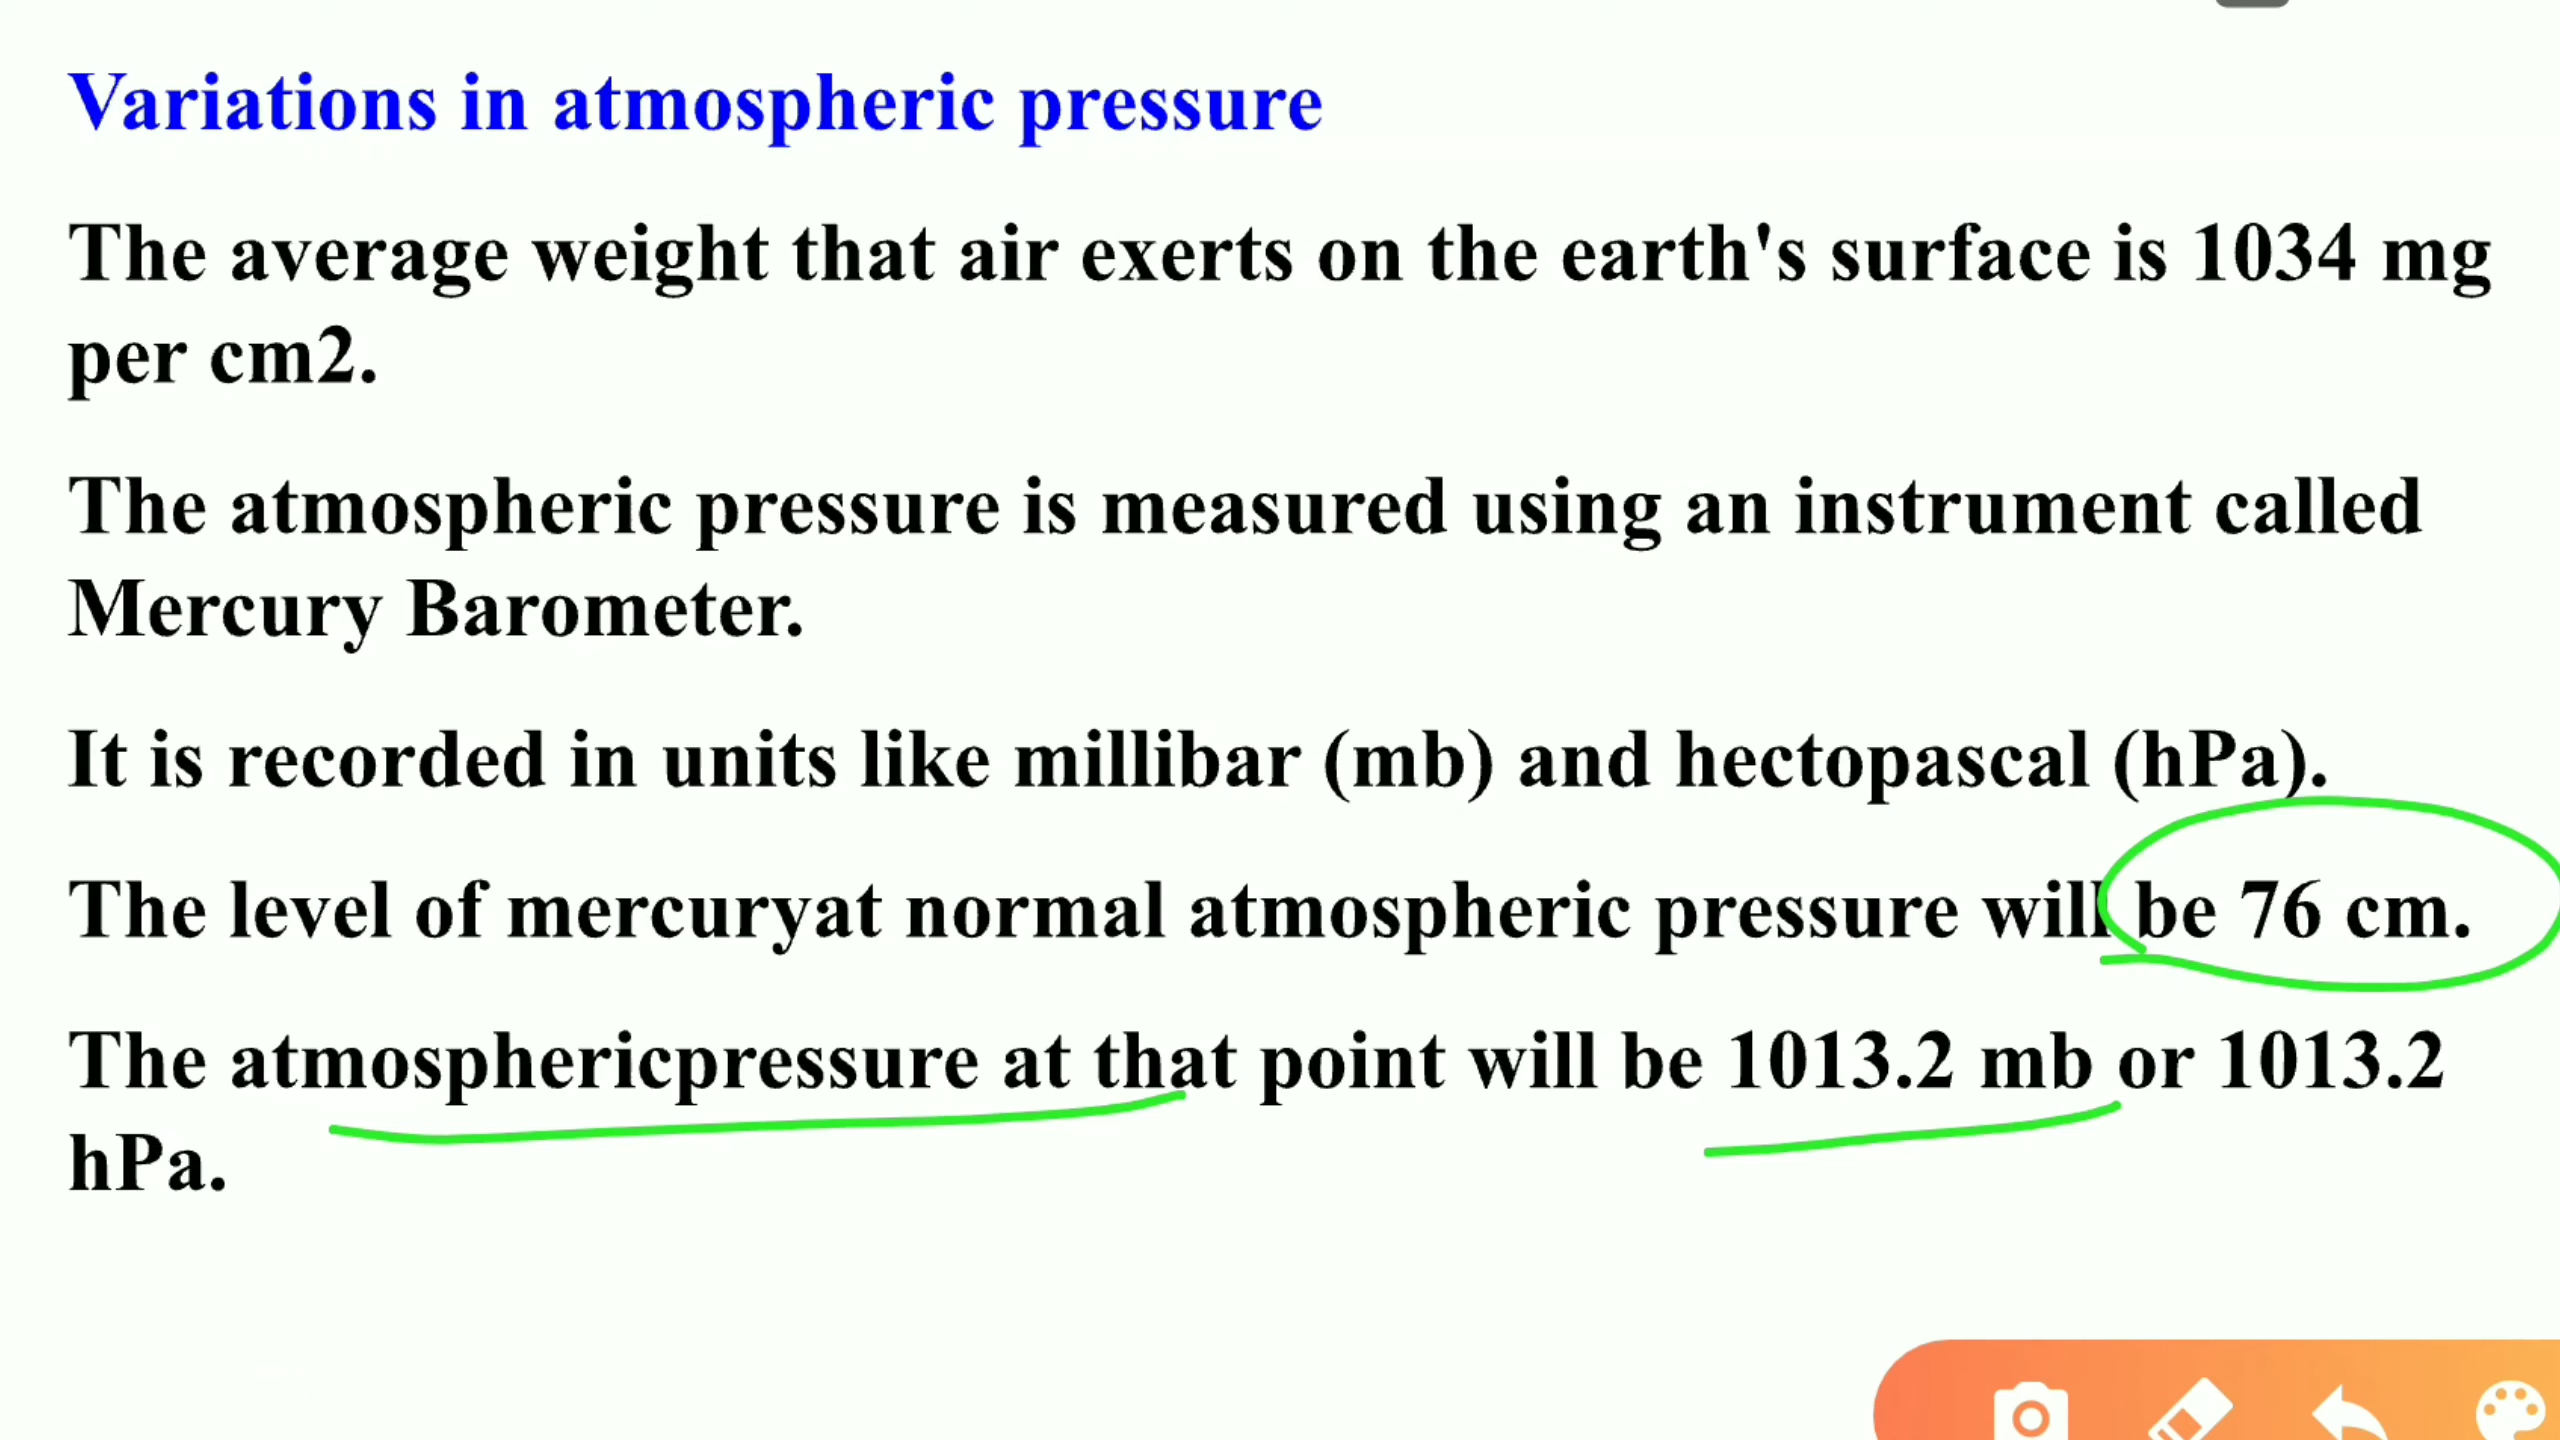 Variations in atmospheric pressure
The average weight that air exerts on the earth's surface is 1034 mg
per cm2.
The atmospheric pressure is measured using an instrument called
Mercury Barometer.
It is recorded in units like millibar (mb) and hectopascal (hPa).
The level of mercuryat normal atmospheric pressure will be 76 cm.
The atmosphericpressure at that point will be 1013.2 mb or 1013.2
hPa.